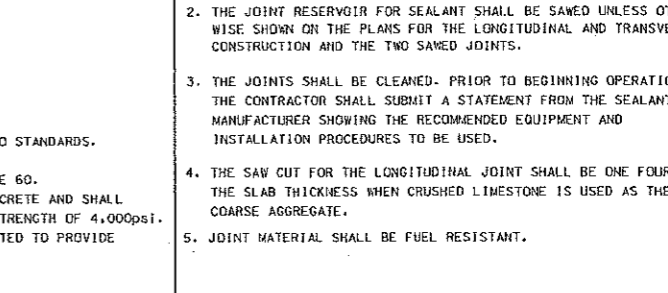 O STANDARDS.
E 60.
CRETE AND SHALL
TRENGTH OF 4,000psi.
TED TO PROVIDE
2. THE JOINT RESERVOIR FOR SEALANT SHALL BE SAWED UNLESS OT
WISE SHOWN ON THE PLANS FOR THE LONGITUDINAL AND TRANSVE
CONSTRUCTION AND THE TWO SAWED JOINTS.
3. THE JOINTS SHALL BE CLEANED. PRIOR TO BEGINNING OPERATIO
THE CONTRACTOR SHALL SUBMIT A STATEMENT FROM THE SEALANT
MANUFACTURER SHOWING THE RECOMMENDED EQUIPMENT AND
INSTALLATION PROCEDURES TO BE USED.
4. THE SAW CUT FOR THE LONGITUDINAL JOINT SHALL BE ONE FOUR
THE SLAB THICKNESS WHEN CRUSHED LIMESTONE IS USED AS THE
COARSE AGGREGATE.
5. JOINT MATERIAL SHALL BE FUEL RESISTANT.